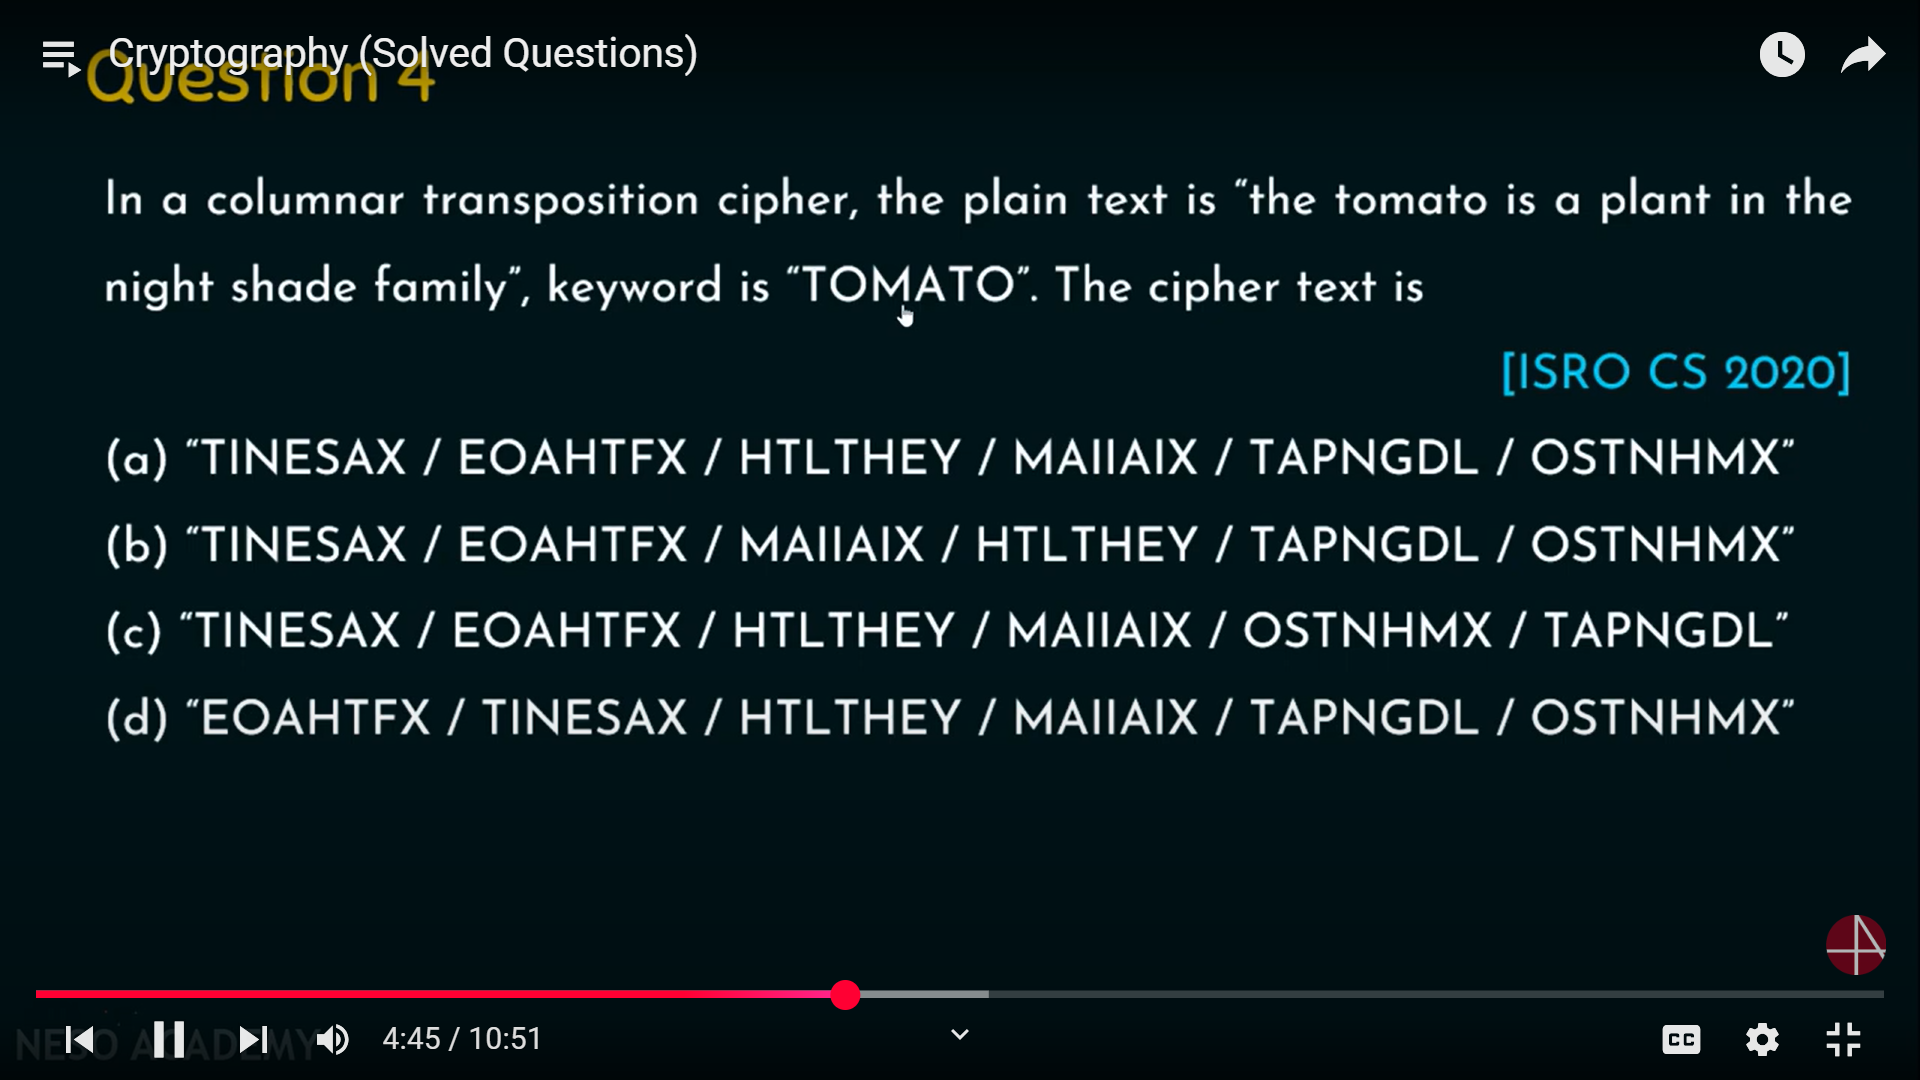 Cryptography (Solved Questions)
Question 4
In a columnar transposition cipher, the plain text is “the tomato is a plant in the
night shade family”, keyword is “TOMATO”. The cipher text is
[ISRO CS 2020]
(a) “TINESAX / EOAHTFX / HTLTHEY / MAIIAIX / TAPNGDL / OSTNHMX”
(b) “TINESAX / EOAHTFX / MAIIAIX / HTLTHEY / TAPNGDL / OSTNHMX”
(c) “TINESAX / EOAHTFX / HTLTHEY / MAIIAIX / OSTNHMX / TAPNGDL”
(d) “EOAHTFX / TINESAX / HTLTHEY / MAIIAIX / TAPNGDL / OSTNHMX”
NESO ACADEMY
4:45 / 10:51
CC